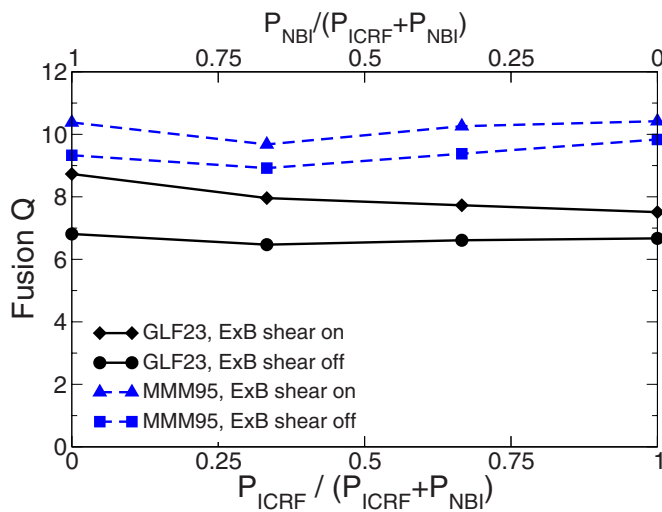 P_NBI/(P_ICRF+P_NBI)
1 0.75 0.5 0.25 0
12
10
8
6
4
2
0
Fusion Q
GLF23, ExB shear on
GLF23, ExB shear off
MMM95, ExB shear on
MMM95, ExB shear off
0 0.25 0.5 0.75 1
P_ICRF / (P_ICRF+P_NBI)